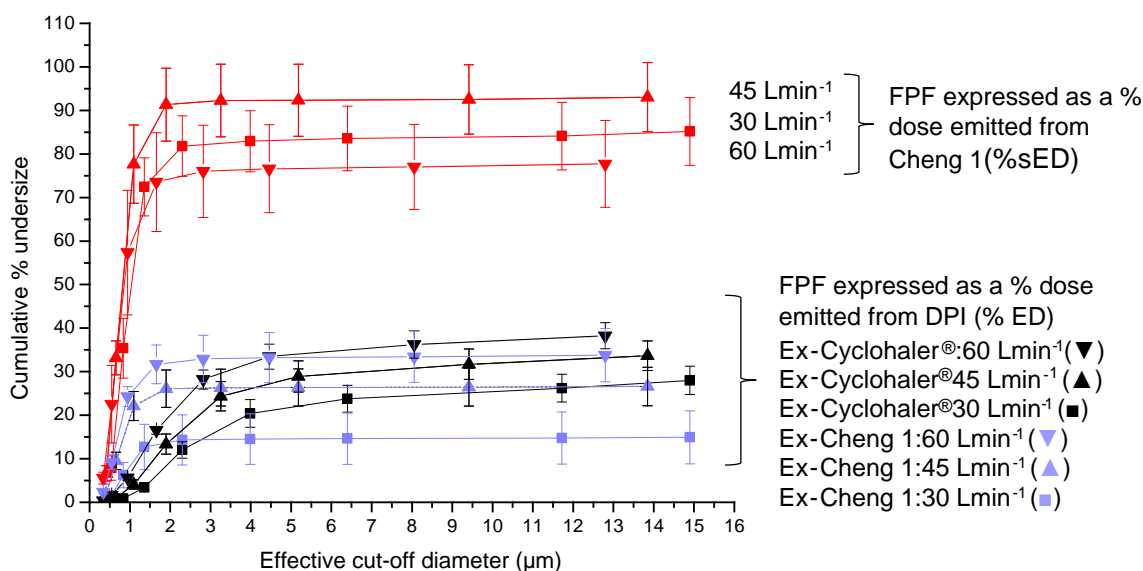 110
100
90
80
70
60
50
40
30
20
10
0
Cumulative % undersize
0 1 2 3 4 5 6 7 8 9 10 11 12 13 14 15 16
Effective cut-off diameter (µm)
45 Lmin⁻¹
30 Lmin⁻¹
60 Lmin⁻¹
FPF expressed as a %
dose emitted from
Cheng 1(%sED)
FPF expressed as a % dose
emitted from DPI (% ED)
Ex-Cyclohaler®:60 Lmin⁻¹(▼)
Ex-Cyclohaler®45 Lmin⁻¹(▲)
Ex-Cyclohaler®30 Lmin⁻¹(■)
Ex-Cheng 1:60 Lmin⁻¹(▼)
Ex-Cheng 1:45 Lmin⁻¹(▲)
Ex-Cheng 1:30 Lmin⁻¹(■)